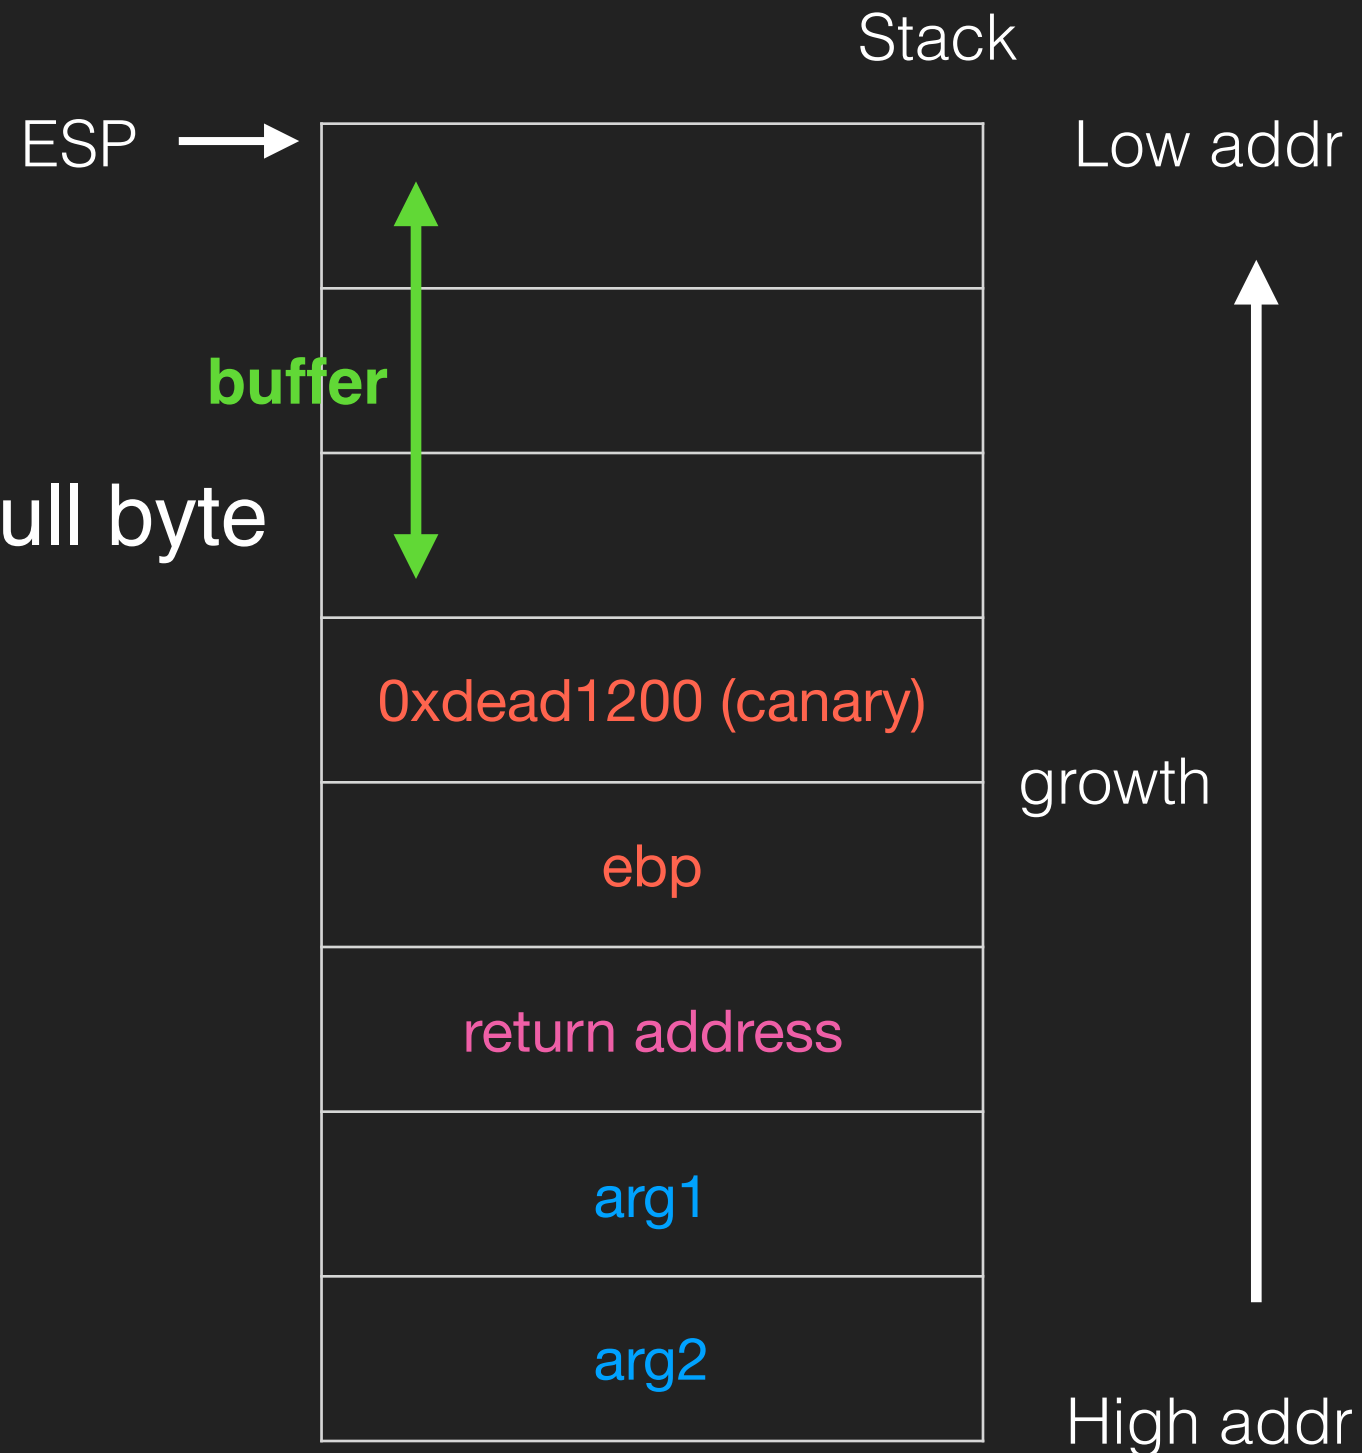 Stack
ESP
Low addr
buffer
ull byte
0xdead1200 (canary)
growth
ebp
return address
arg1
arg2
High addr